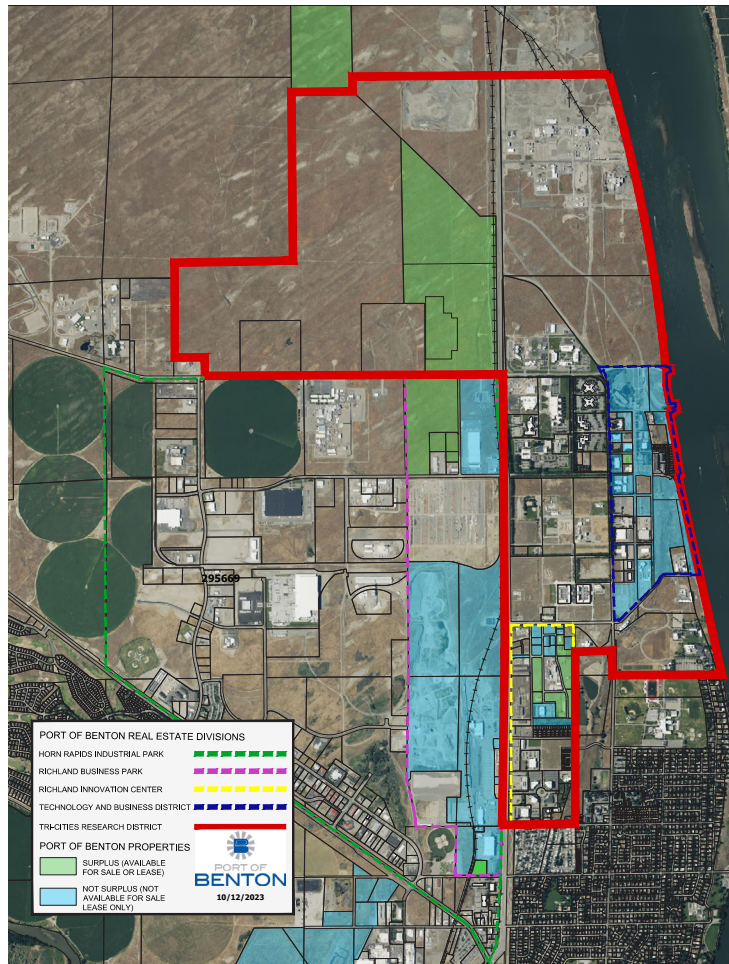 295669
PORT OF BENTON REAL ESTATE DIVISIONS
HORN RAPIDS INDUSTRIAL PARK
RICHLAND BUSINESS PARK
RICHLAND INNOVATION CENTER
TECHNOLOGY AND BUSINESS DISTRICT
TRI-CITIES RESEARCH DISTRICT
PORT OF BENTON PROPERTIES
SURPLUS (AVAILABLE
FOR SALE OR LEASE)
NOT SURPLUS (NOT
AVAILABLE FOR SALE
LEASE ONLY)
PORT OF
BENTON
10/12/2023